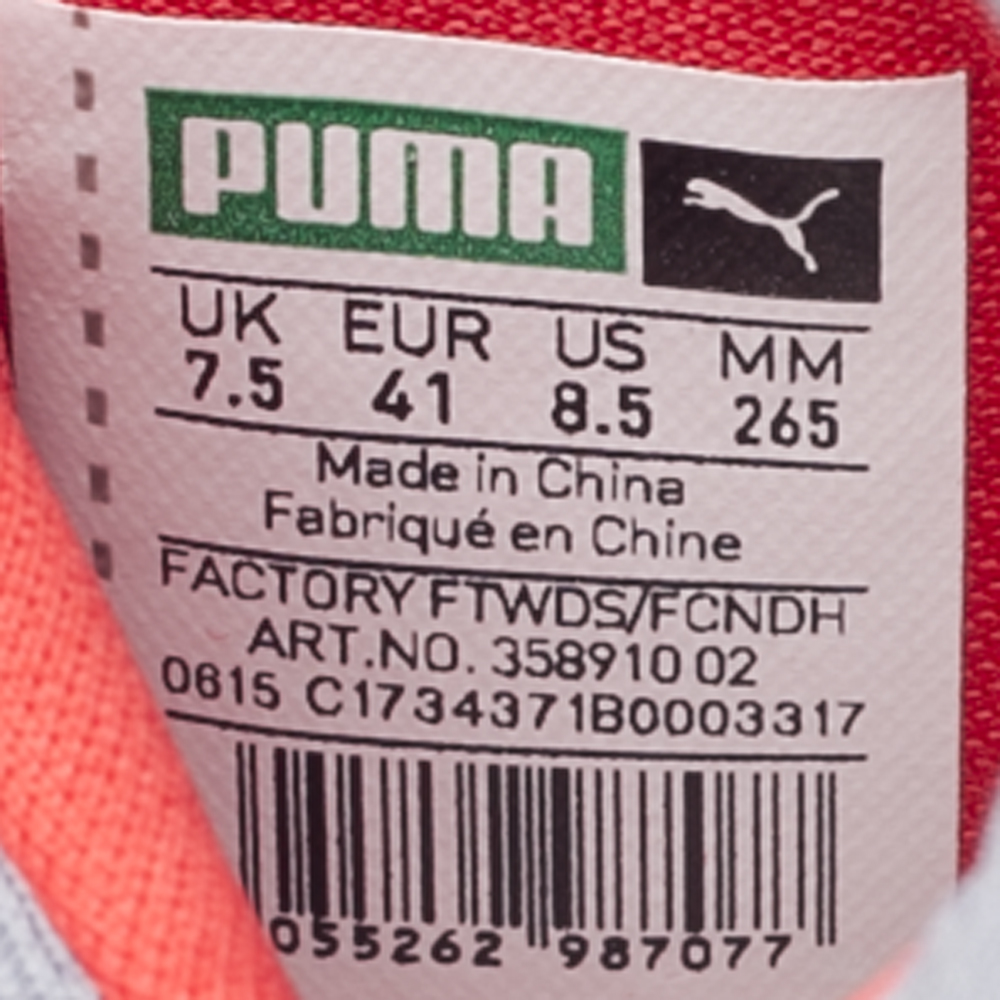 PUMA
UK EUR US MM
7.5 41 8.5 265
Made in China
Fabriqué en Chine
FACTORY FTWDS/FCNDH
ART.NO. 358910 02
0615 C1734371B0003317
055262 987077